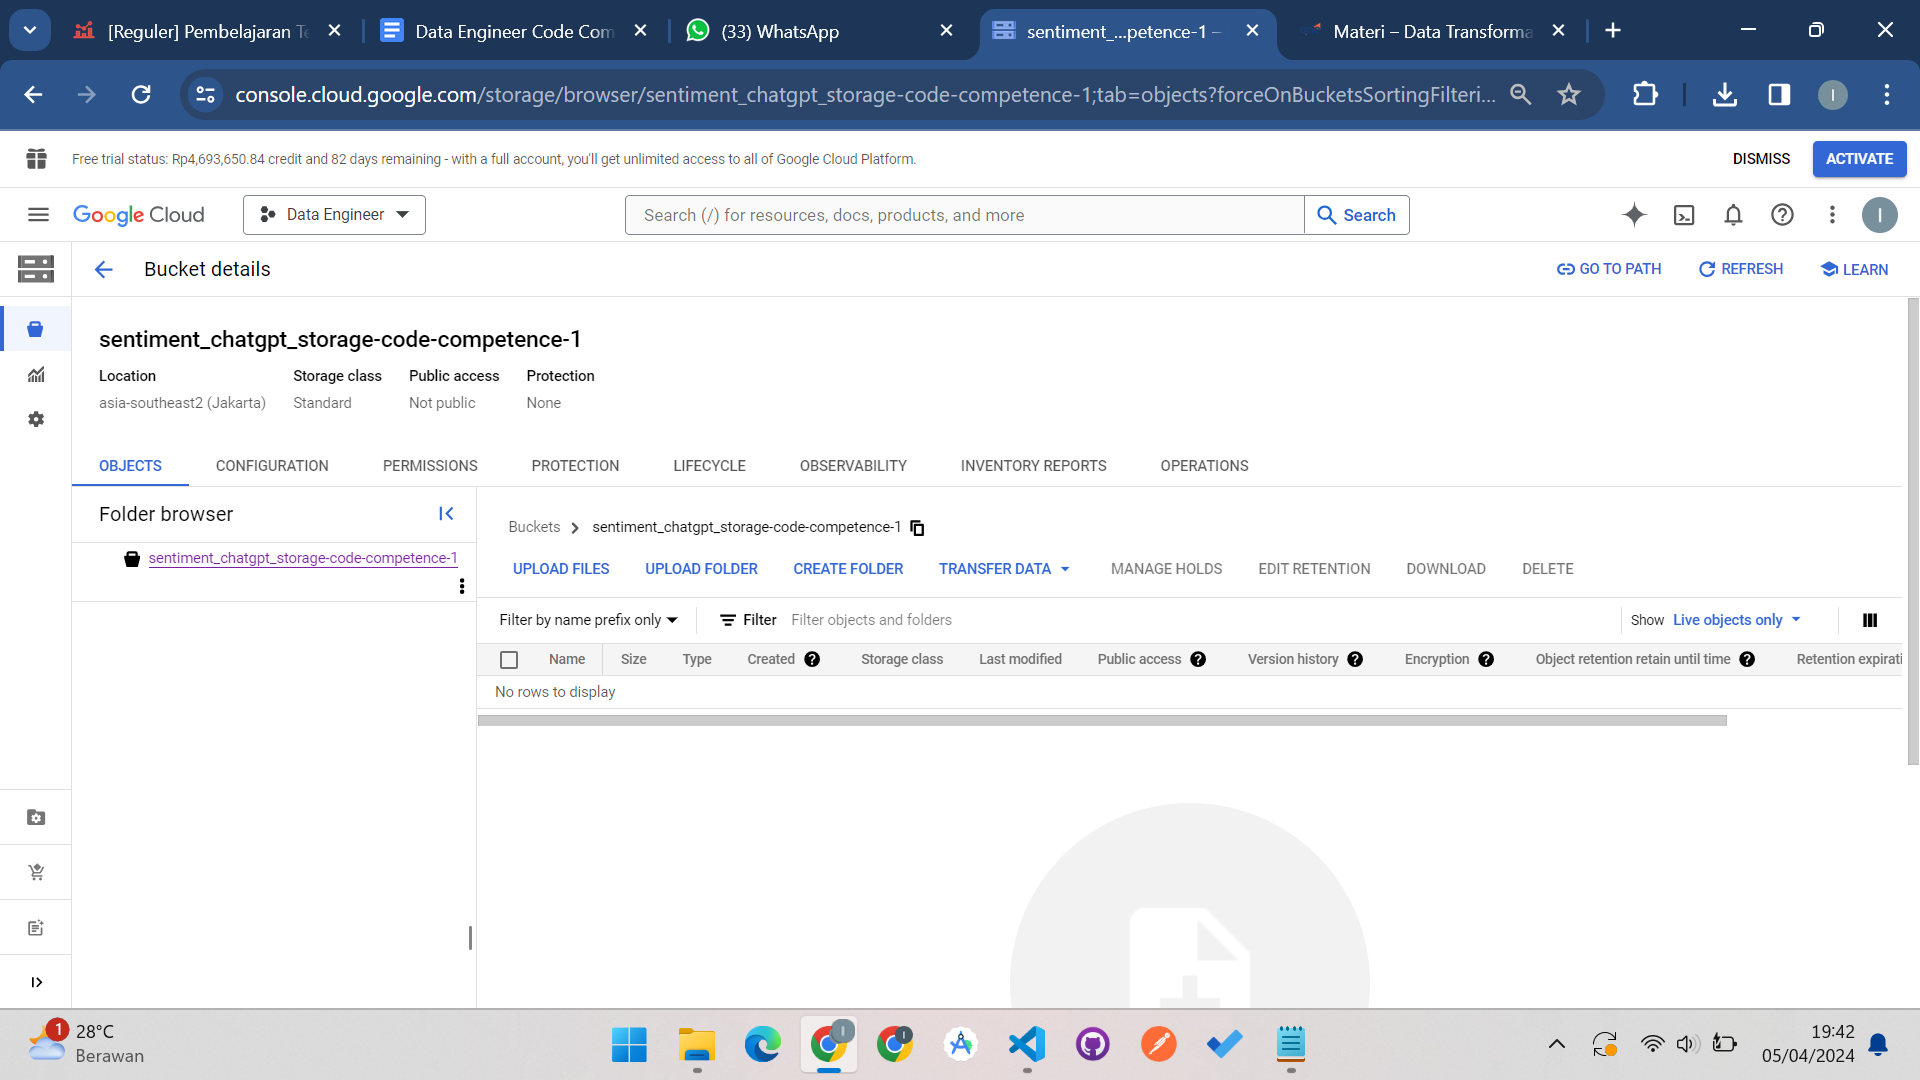 [Reguler] Pembelajaran Te
Data Engineer Code Com
(33) WhatsApp
sentiment_...petence-1 –
Materi – Data Transforma
console.cloud.google.com/storage/browser/sentiment_chatgpt_storage-code-competence-1;tab=objects?forceOnBucketsSortingFilteri...
I
Free trial status: Rp4,693,650.84 credit and 82 days remaining - with a full account, you'll get unlimited access to all of Google Cloud Platform.
DISMISS
ACTIVATE
Google Cloud
Data Engineer
Search (/) for resources, docs, products, and more
Search
I
Bucket details
GO TO PATH
REFRESH
LEARN
sentiment_chatgpt_storage-code-competence-1
Location Storage class Public access Protection
asia-southeast2 (Jakarta) Standard Not public None
OBJECTS CONFIGURATION PERMISSIONS PROTECTION LIFECYCLE OBSERVABILITY INVENTORY REPORTS OPERATIONS
Folder browser
sentiment_chatgpt_storage-code-competence-1
Buckets > sentiment_chatgpt_storage-code-competence-1
UPLOAD FILES UPLOAD FOLDER CREATE FOLDER TRANSFER DATA MANAGE HOLDS EDIT RETENTION DOWNLOAD DELETE
Filter by name prefix only
Filter Filter objects and folders
Show Live objects only
Name Size Type Created Storage class Last modified Public access Version history Encryption Object retention retain until time Retention expirati
No rows to display
1
28°C
Berawan
19:42
05/04/2024